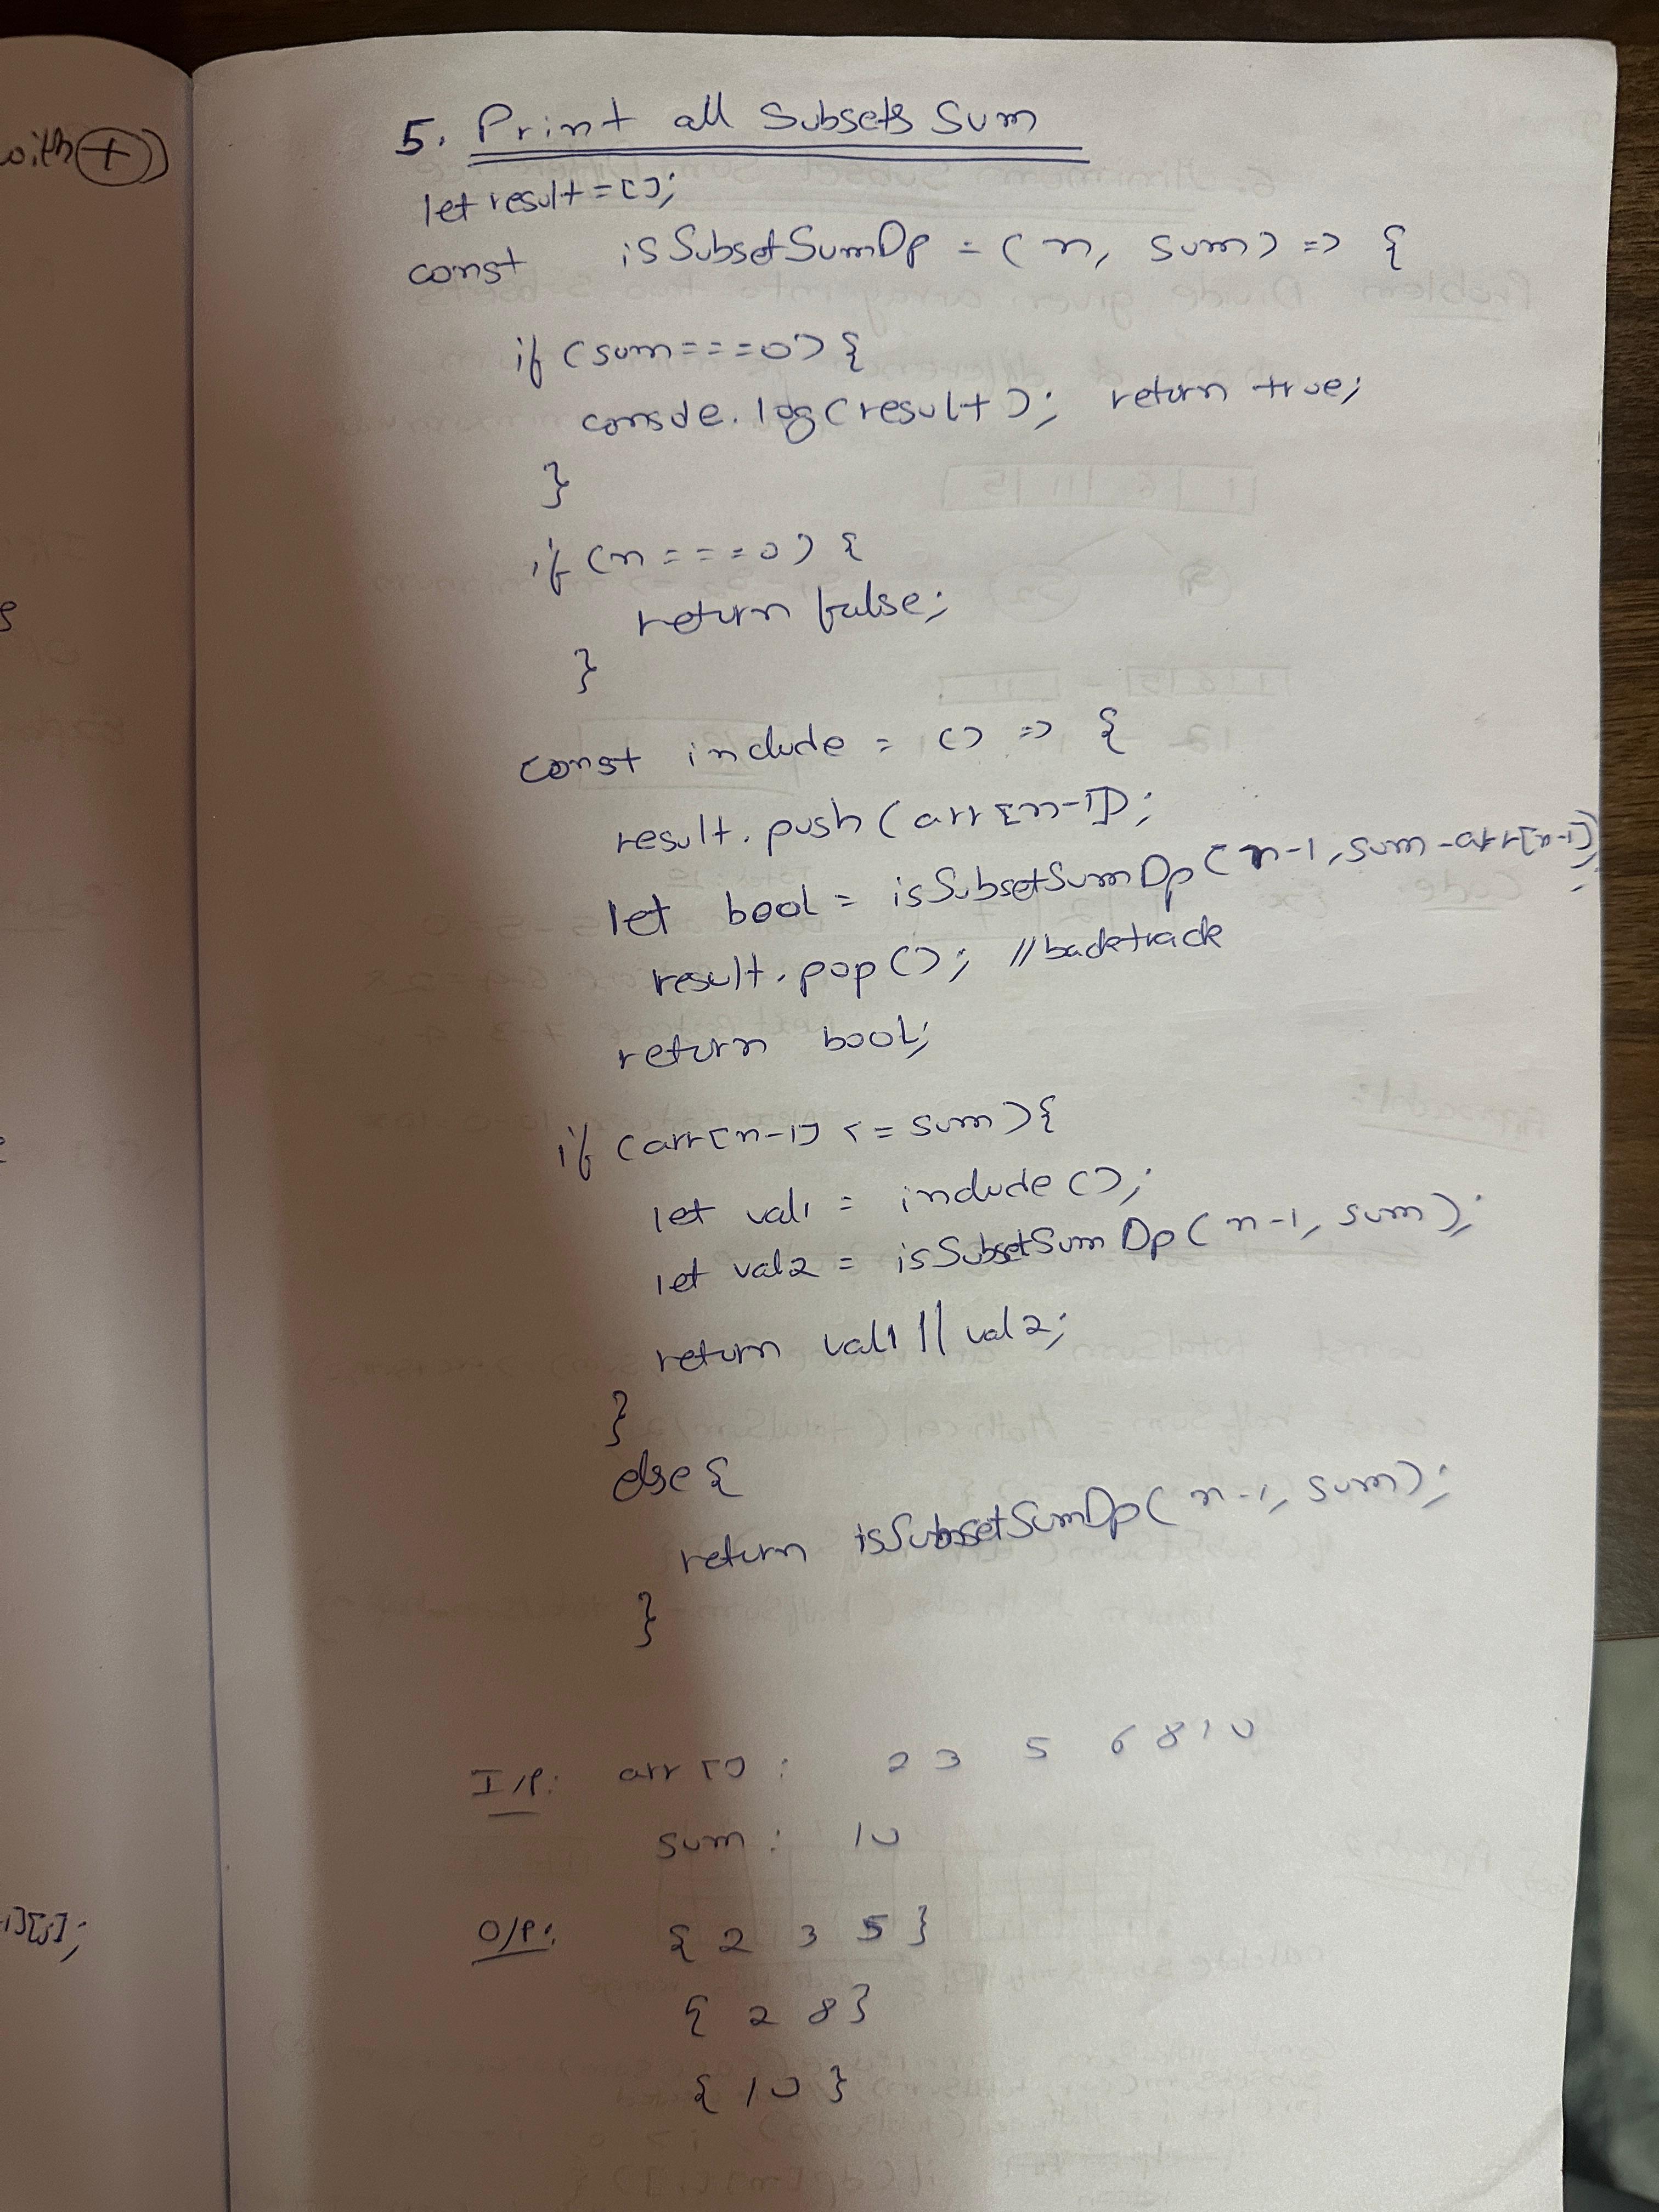 with +)
5. Print all Subsets Sum
let result = [];
const isSubsetSumDp = (n, sum) => {
if (sum===0) {
console.log(result); return true;
}
if (n===0) {
return false;
}
const include = () => {
result.push(arr[n-1]);
let bool = isSubsetSumDp(n-1, sum-arr[n-1]);
result.pop(); //backtrack
return bool;
if (arr[n-1] <= sum){
let val1 = include();
let val2 = isSubsetSumDp(n-1, sum);
return val1 || val2;
}
else {
return isSubsetSumDp(n-1, sum);
}
I/P: arr[]: 2 3 5 6 8 10
sum: 10
O/P: { 2 3 5 }
{ 2 8 }
{ 10 }
][j];